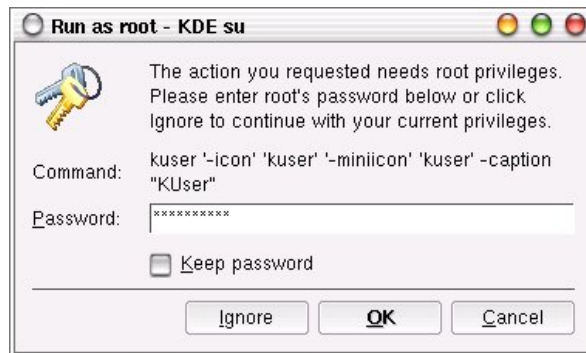 Run as root - KDE su
The action you requested needs root privileges.
Please enter root's password below or click
Ignore to continue with your current privileges.
Command: kuser '-icon' 'kuser' '-miniicon' 'kuser' -caption
"KUser"
Password: **********
Keep password
Ignore OK Cancel